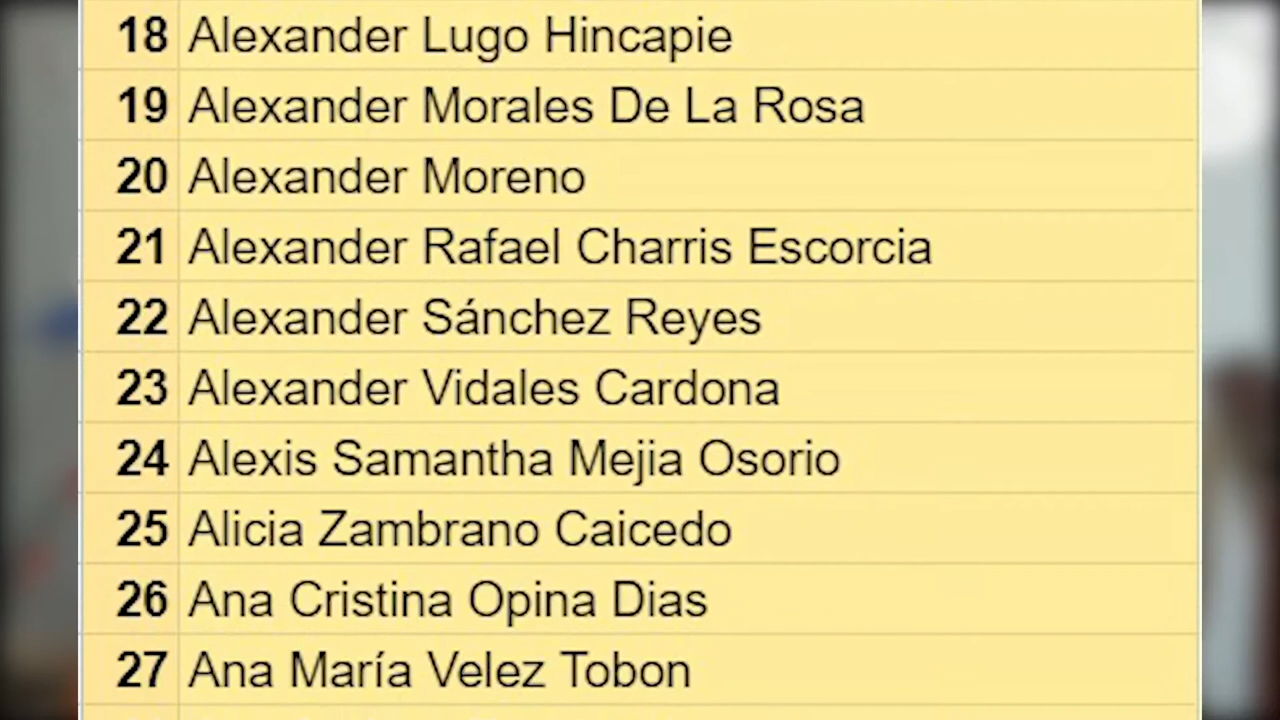 18 Alexander Lugo Hincapie
19 Alexander Morales De La Rosa
20 Alexander Moreno
21 Alexander Rafael Charris Escorcia
22 Alexander Sánchez Reyes
23 Alexander Vidales Cardona
24 Alexis Samantha Mejia Osorio
25 Alicia Zambrano Caicedo
26 Ana Cristina Opina Dias
27 Ana María Velez Tobon